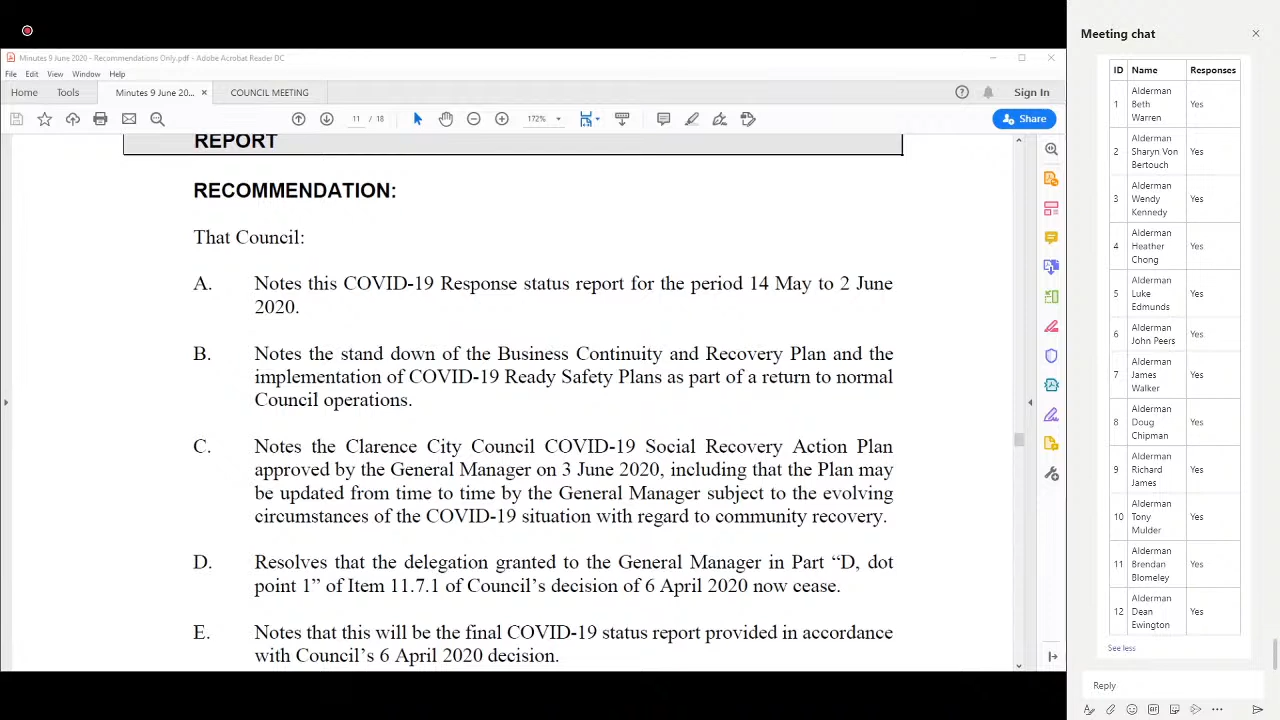 Meeting chat
Minutes 9 June 2020 - Recommendations Only.pdf - Adobe Acrobat Reader DC
File Edit View Window Help
Home Tools Minutes 9 June 20... × COUNCIL MEETING Sign In
11 / 18 172% Share
REPORT
RECOMMENDATION:
That Council:
A. Notes this COVID-19 Response status report for the period 14 May to 2 June
2020.
B. Notes the stand down of the Business Continuity and Recovery Plan and the
implementation of COVID-19 Ready Safety Plans as part of a return to normal
Council operations.
C. Notes the Clarence City Council COVID-19 Social Recovery Action Plan
approved by the General Manager on 3 June 2020, including that the Plan may
be updated from time to time by the General Manager subject to the evolving
circumstances of the COVID-19 situation with regard to community recovery.
D. Resolves that the delegation granted to the General Manager in Part “D, dot
point 1” of Item 11.7.1 of Council’s decision of 6 April 2020 now cease.
E. Notes that this will be the final COVID-19 status report provided in accordance
with Council’s 6 April 2020 decision.
ID Name Responses
1 Alderman Beth Warren Yes
2 Alderman Sharyn Von Bertouch Yes
3 Alderman Wendy Kennedy Yes
4 Alderman Heather Chong Yes
5 Alderman Luke Edmunds Yes
6 Alderman John Peers Yes
7 Alderman James Walker Yes
8 Alderman Doug Chipman Yes
9 Alderman Richard James Yes
10 Alderman Tony Mulder Yes
11 Alderman Brendan Blomeley Yes
12 Alderman Dean Ewington Yes
See less
Reply